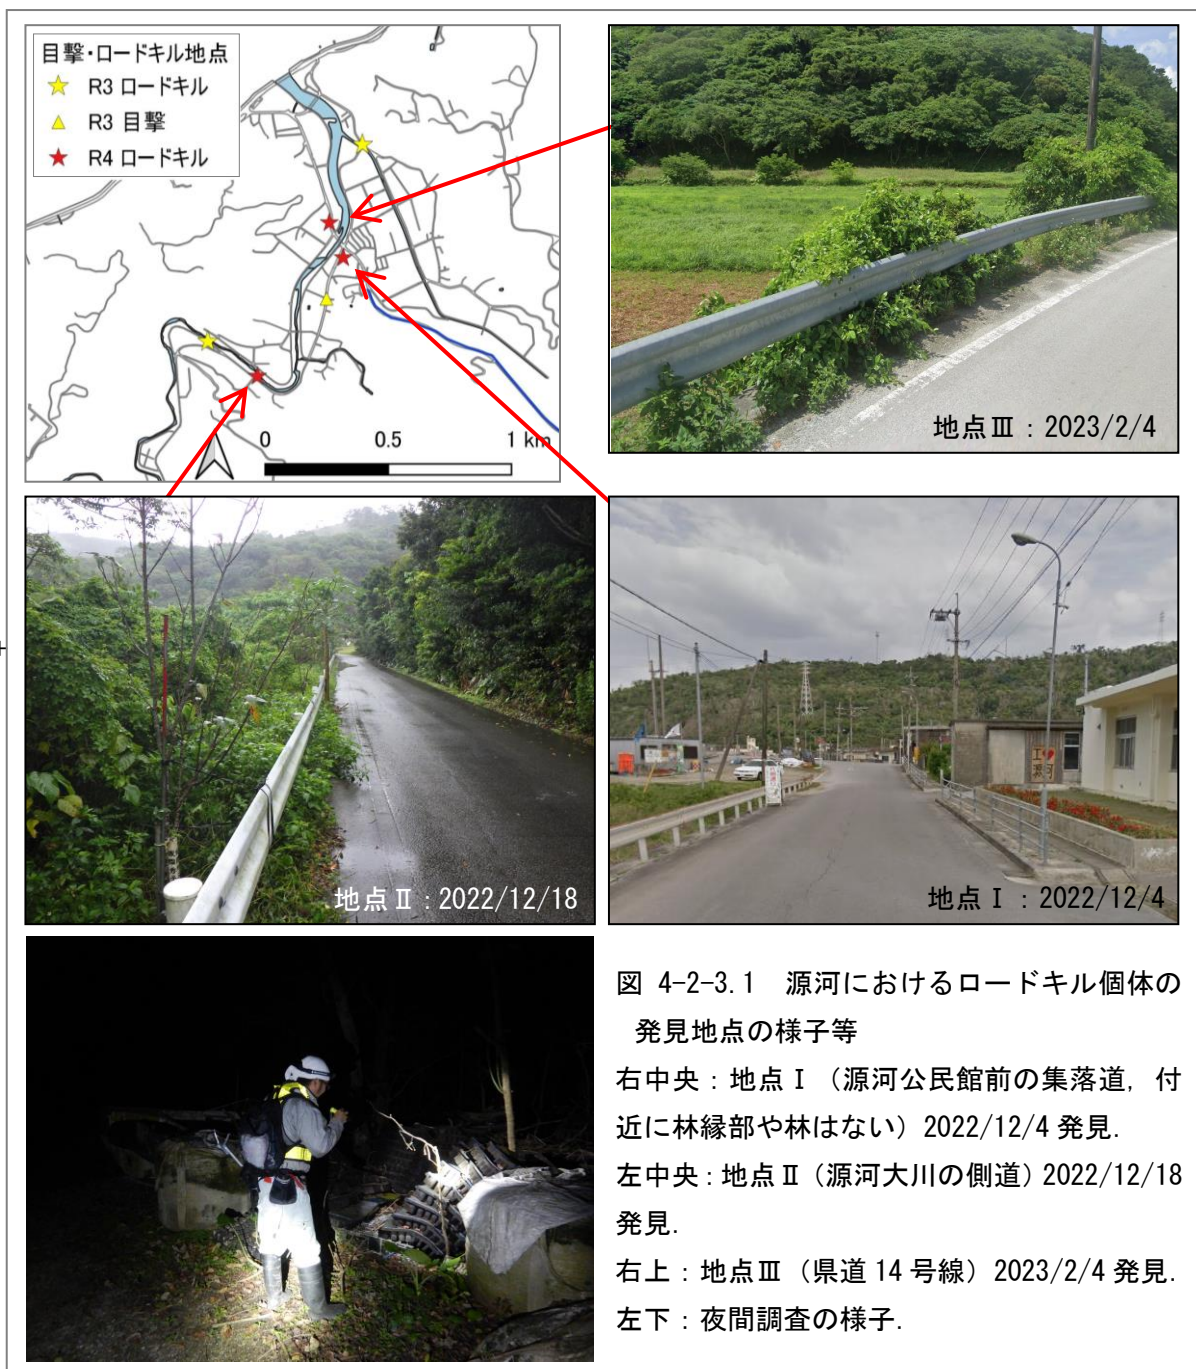 目撃・ロードキル地点
R3 ロードキル
R3 目撃
R4 ロードキル
0 0.5 1 km
地点Ⅲ：2023/2/4
地点Ⅱ：2022/12/18
地点Ⅰ：2022/12/4
図 4-2-3.1 源河におけるロードキル個体の
発見地点の様子等
右中央：地点Ⅰ（源河公民館前の集落道，付
近に林縁部や林はない）2022/12/4 発見.
左中央：地点Ⅱ（源河大川の側道）2022/12/18
発見.
右上：地点Ⅲ（県道 14 号線）2023/2/4 発見.
左下：夜間調査の様子.